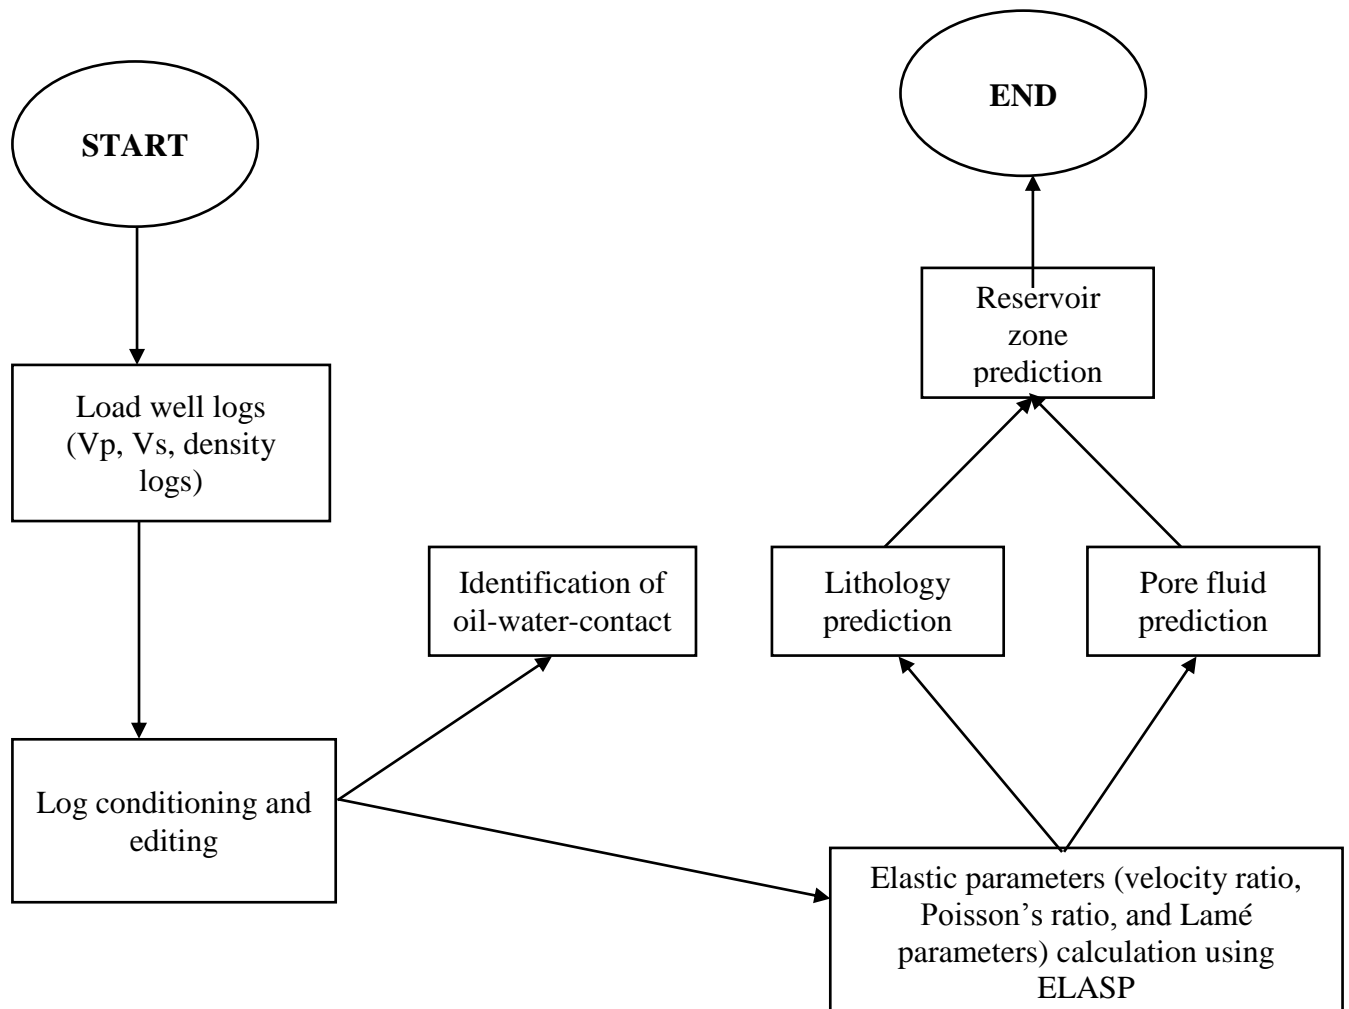 START
END
Load well logs
(Vp, Vs, density
logs)
Reservoir
zone
prediction
Identification of
oil-water-contact
Lithology
prediction
Pore fluid
prediction
Log conditioning and
editing
Elastic parameters (velocity ratio,
Poisson’s ratio, and Lamé
parameters) calculation using
ELASP